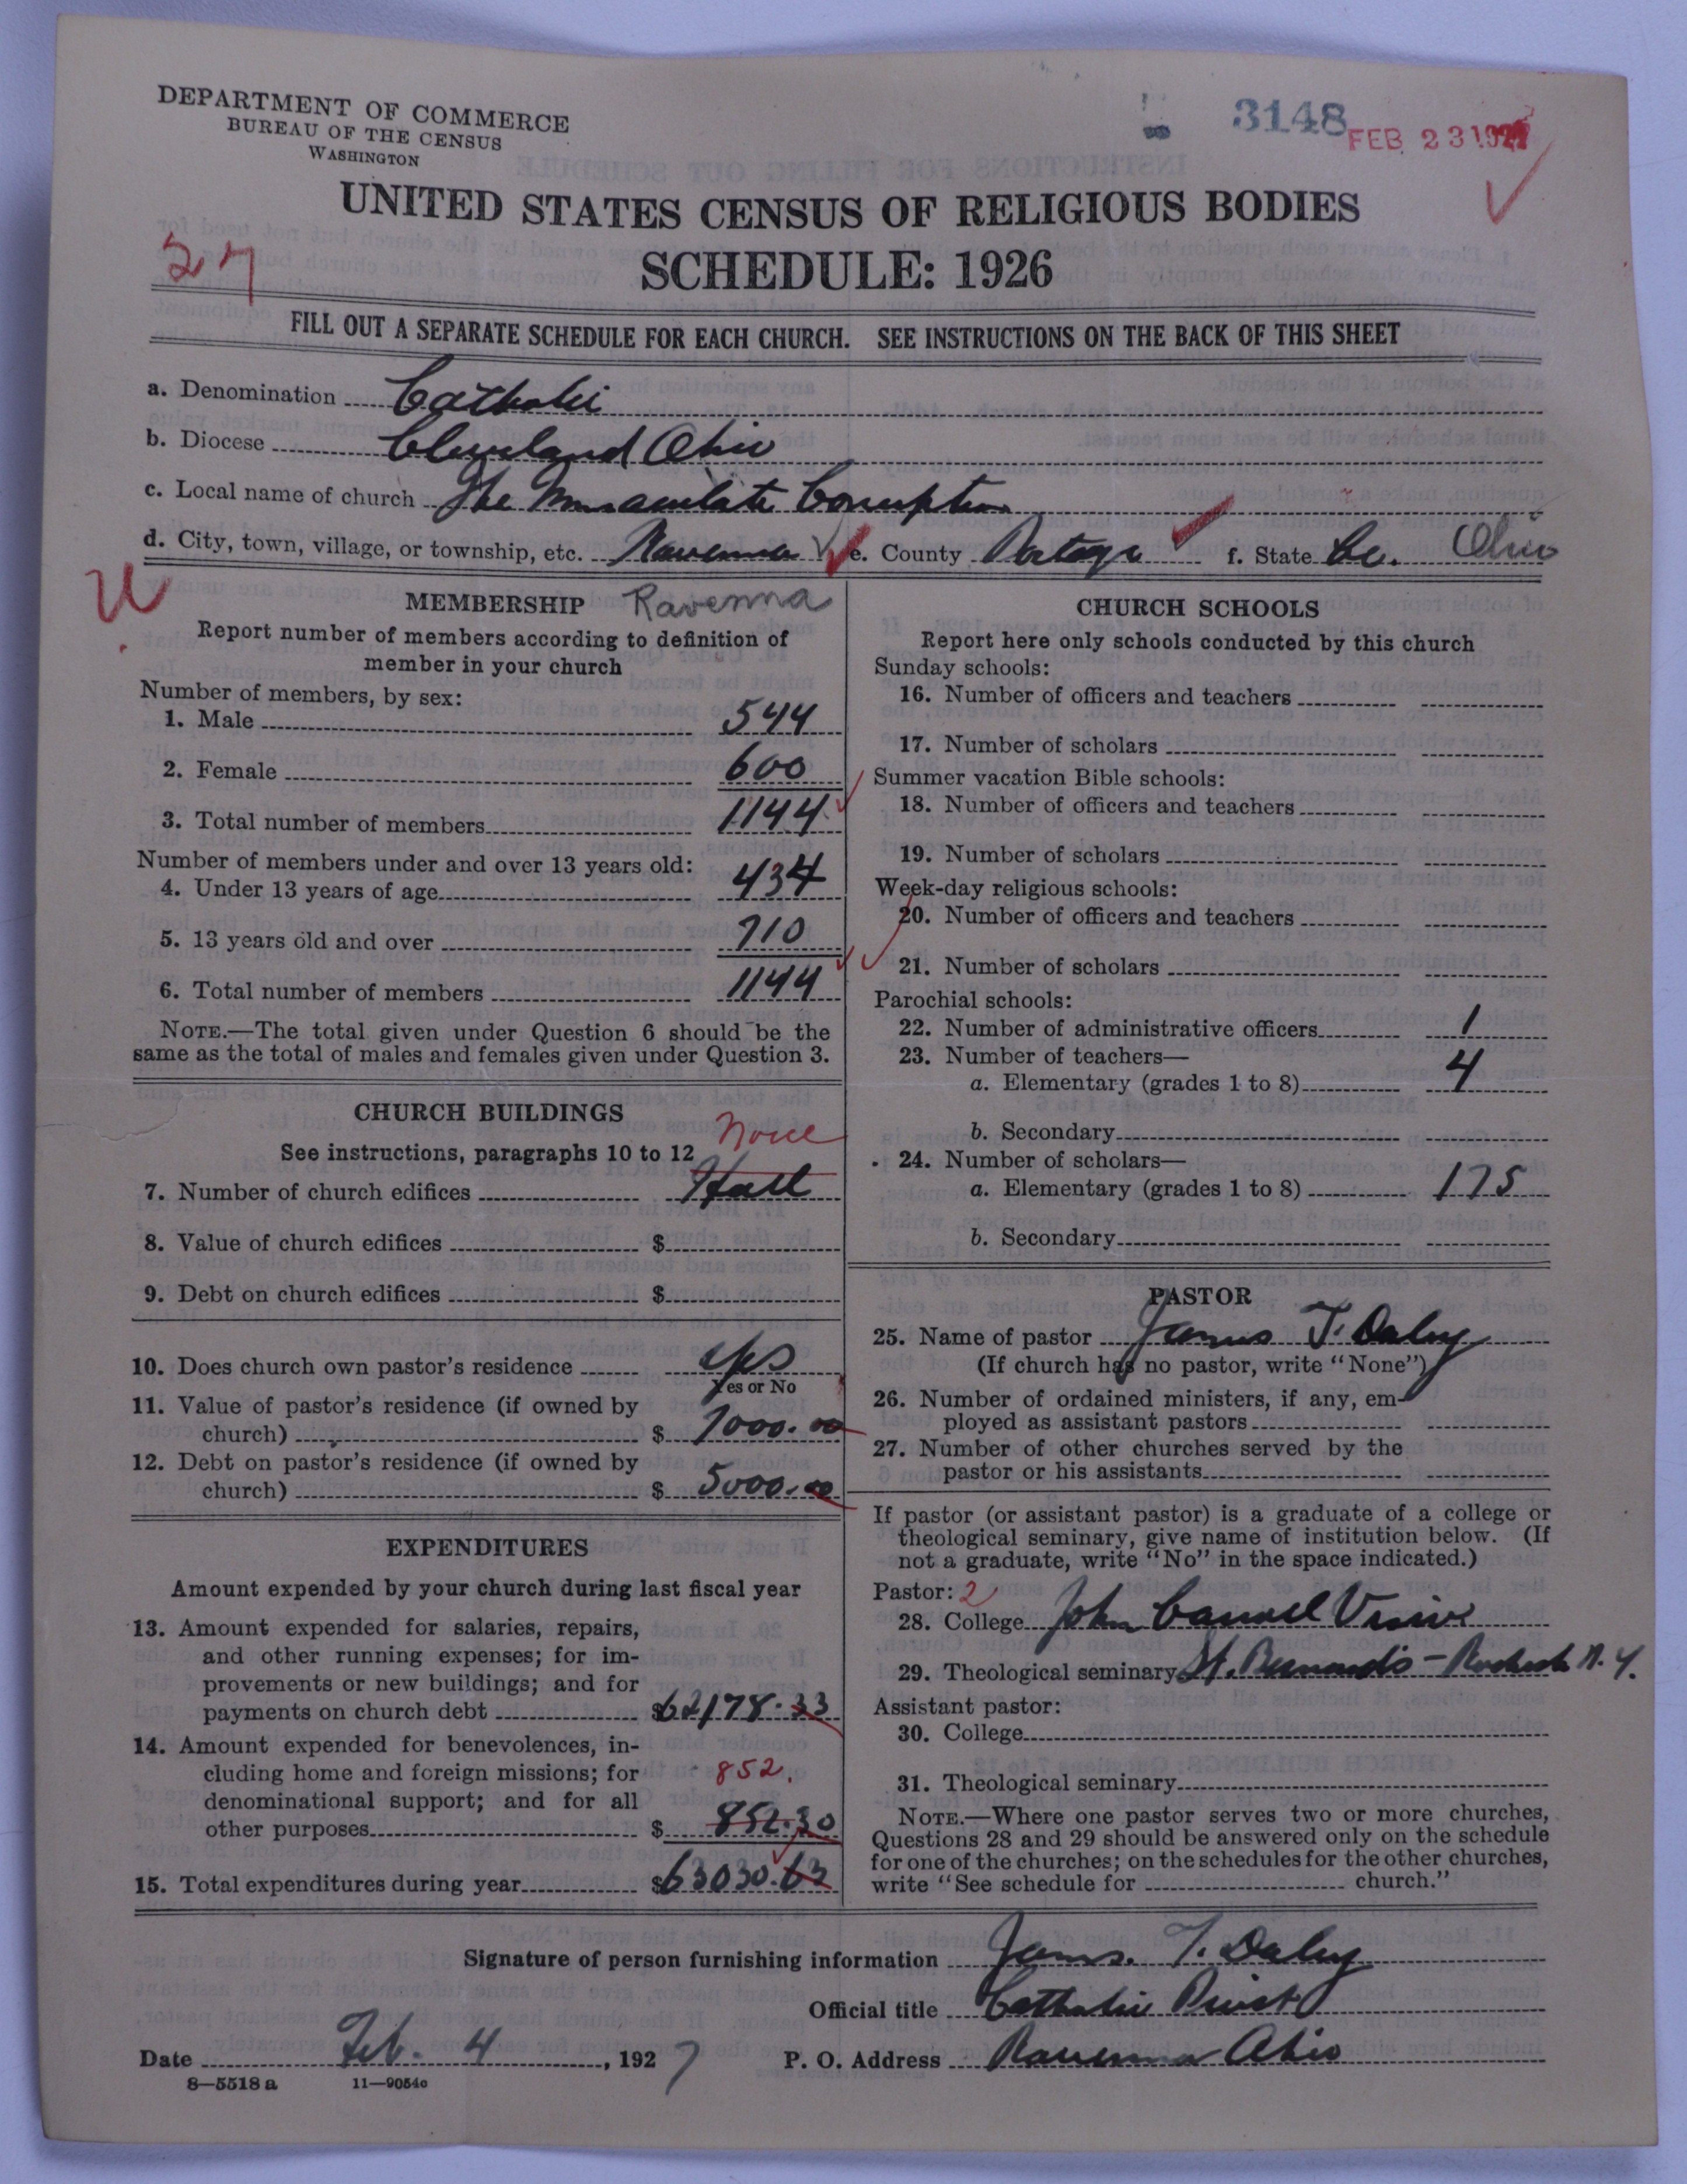 DEPARTMENT OF COMMERCE
BUREAU OF THE CENSUS
WASHINGTON
3148
FEB 23 1927
UNITED STATES CENSUS OF RELIGIOUS BODIES
27
SCHEDULE: 1926
FILL OUT A SEPARATE SCHEDULE FOR EACH CHURCH. SEE INSTRUCTIONS ON THE BACK OF THIS SHEET
a. Denomination Catholic
b. Diocese Cleveland Ohio
c. Local name of church The Immaculate Conception
d. City, town, village, or township, etc. Ravenna e. County Portage f. State Co. Ohio
U
MEMBERSHIP Ravenna
Report number of members according to definition of
member in your church
Number of members, by sex:
1. Male 544
2. Female 600
3. Total number of members 1144
Number of members under and over 13 years old:
4. Under 13 years of age 434
5. 13 years old and over 710
6. Total number of members 1144
NOTE.—The total given under Question 6 should be the
same as the total of males and females given under Question 3.
CHURCH BUILDINGS
None
See instructions, paragraphs 10 to 12
7. Number of church edifices Hall
8. Value of church edifices $
9. Debt on church edifices $
10. Does church own pastor's residence yes
Yes or No
11. Value of pastor's residence (if owned by
church) $ 7000.00
12. Debt on pastor's residence (if owned by
church) $ 5000.00
EXPENDITURES
Amount expended by your church during last fiscal year
13. Amount expended for salaries, repairs,
and other running expenses; for im-
provements or new buildings; and for
payments on church debt $62178.33
14. Amount expended for benevolences, in-
cluding home and foreign missions; for 852.
denominational support; and for all
other purposes $ 852.30
15. Total expenditures during year $63030.63
CHURCH SCHOOLS
Report here only schools conducted by this church
Sunday schools:
16. Number of officers and teachers
17. Number of scholars
Summer vacation Bible schools:
18. Number of officers and teachers
19. Number of scholars
Week-day religious schools:
20. Number of officers and teachers
21. Number of scholars
Parochial schools:
22. Number of administrative officers 1
23. Number of teachers—
a. Elementary (grades 1 to 8) 4
b. Secondary
24. Number of scholars—
a. Elementary (grades 1 to 8) 175
b. Secondary
PASTOR
25. Name of pastor James T. Daley
(If church has no pastor, write "None")
26. Number of ordained ministers, if any, em-
ployed as assistant pastors
27. Number of other churches served by the
pastor or his assistants
If pastor (or assistant pastor) is a graduate of a college or
theological seminary, give name of institution below. (If
not a graduate, write "No" in the space indicated.)
Pastor: 2
28. College John Carroll Univ.
29. Theological seminary St. Bernard's - Rochester N.Y.
Assistant pastor:
30. College
31. Theological seminary
NOTE.—Where one pastor serves two or more churches,
Questions 28 and 29 should be answered only on the schedule
for one of the churches; on the schedules for the other churches,
write "See schedule for church."
Signature of person furnishing information James. T. Daley
Official title Catholic Priest
Date Feb. 4, 1927 P. O. Address Ravenna Ohio
8—5518 a 11—9054c